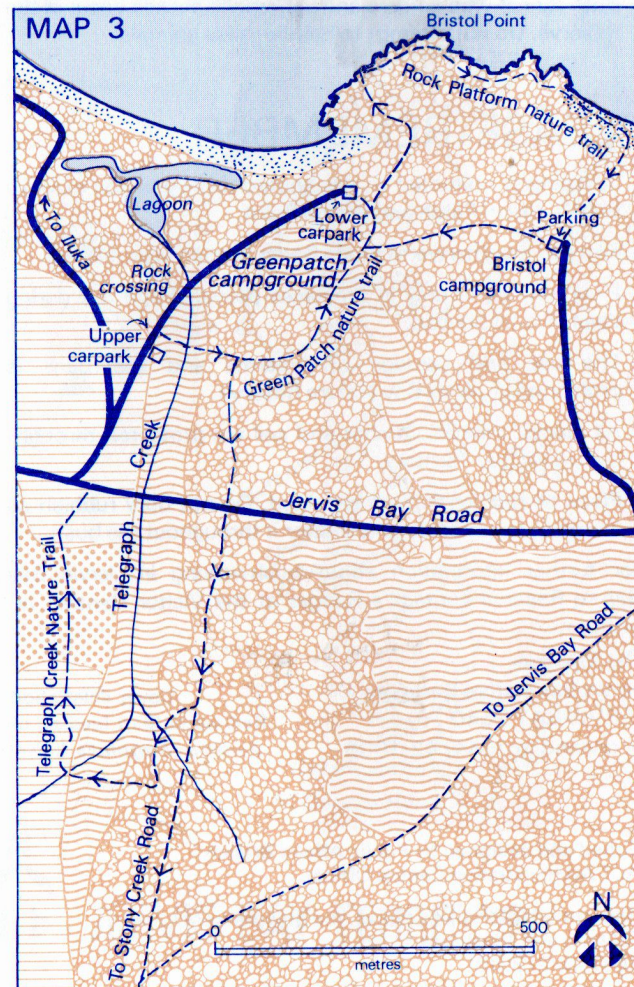 MAP 3
Bristol Point
Rock Platform nature trail
To Iluka
Lagoon
Lower
carpark
Parking
Rock
crossing
Greenpatch
campground
Bristol
campground
Upper
carpark
Green Patch nature trail
Creek
Jervis Bay Road
Telegraph
Telegraph Creek Nature Trail
To Jervis Bay Road
To Stony Creek Road
0 500
metres
N